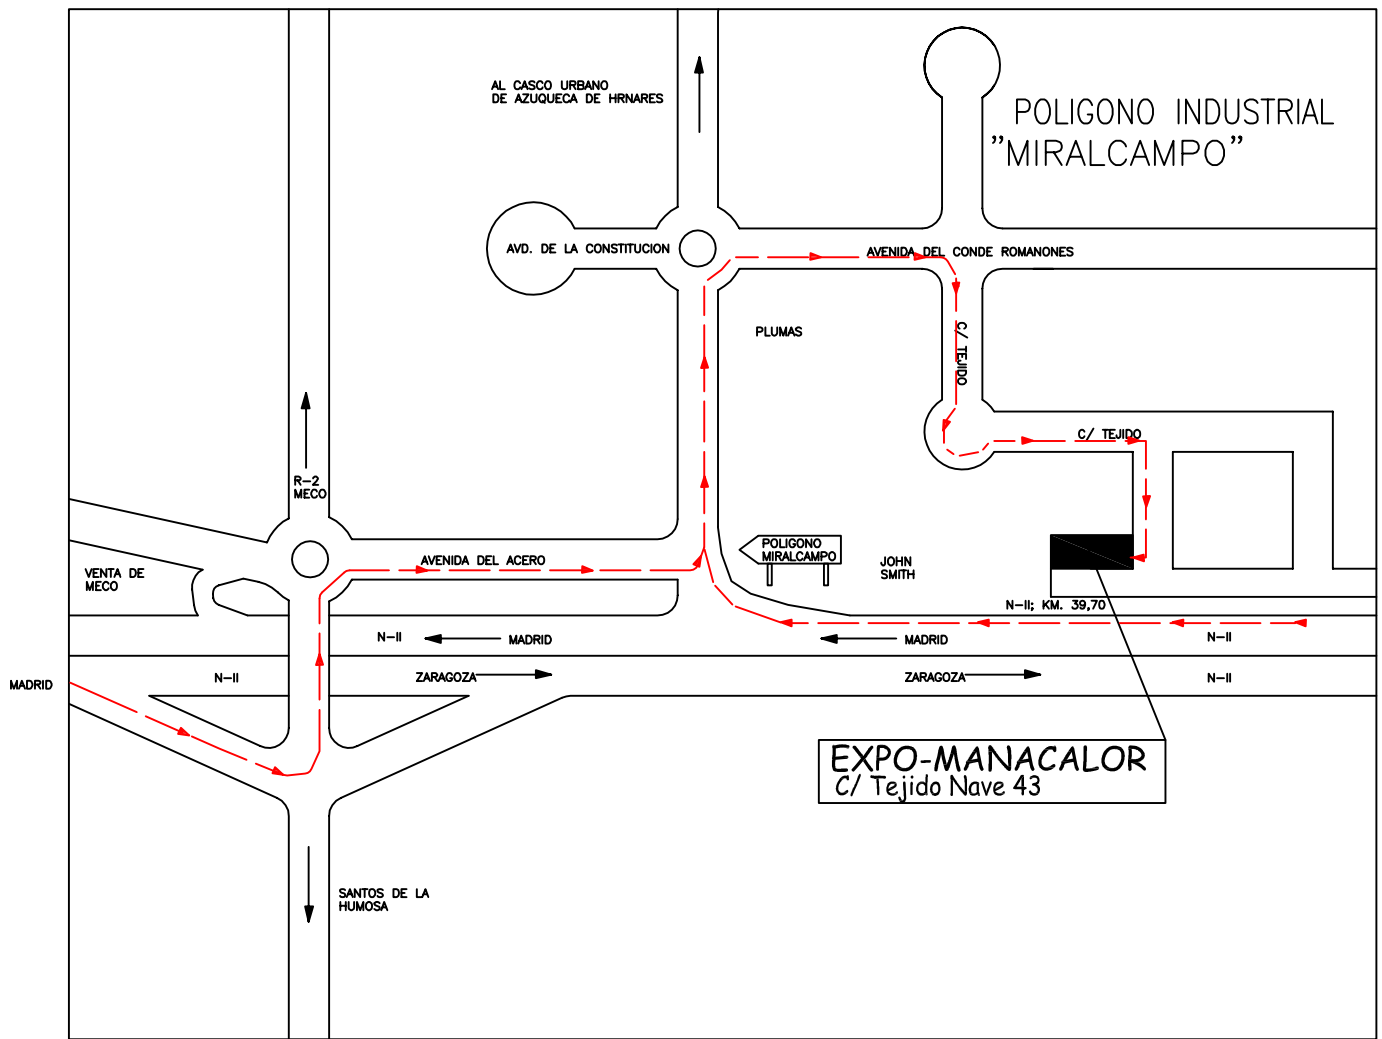 AL CASCO URBANO
DE AZUQUECA DE HRNARES
POLIGONO INDUSTRIAL
"MIRALCAMPO"
AVD. DE LA CONSTITUCION
AVENIDA DEL CONDE ROMANONES
PLUMAS
C/ TEJIDO
C/ TEJIDO
R-2
MECO
AVENIDA DEL ACERO
POLIGONO
MIRALCAMPO
JOHN
SMITH
VENTA DE
MECO
N-II; KM. 39,70
N-II
MADRID
MADRID
N-II
MADRID
N-II
ZARAGOZA
ZARAGOZA
N-II
EXPO-MANACALOR
C/ Tejido Nave 43
SANTOS DE LA
HUMOSA